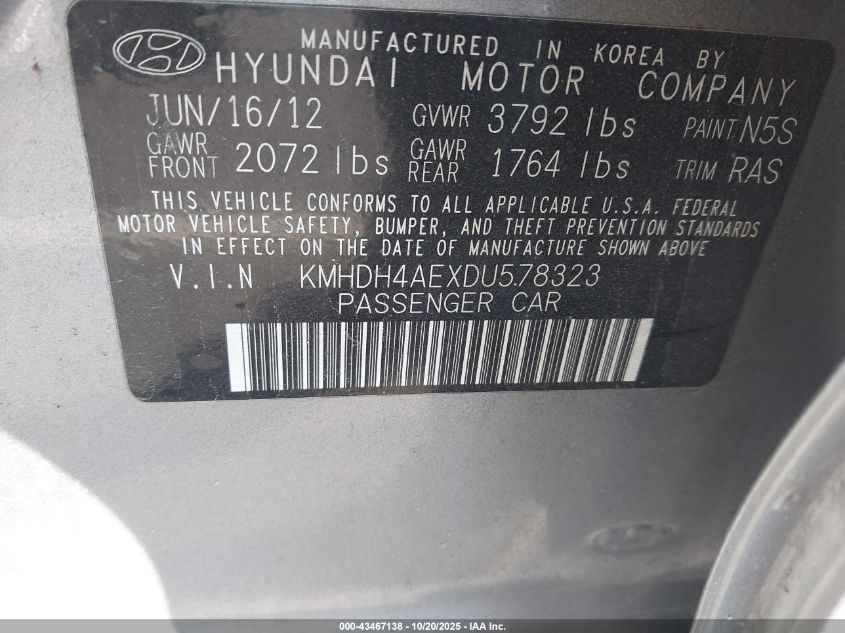 MANUFACTURED IN KOREA BY
HYUNDAI MOTOR COMPANY
JUN/16/12 GVWR 3792 lbs PAINT N5S
GAWR FRONT 2072 lbs GAWR REAR 1764 lbs TRIM RAS
THIS VEHICLE CONFORMS TO ALL APPLICABLE U.S.A. FEDERAL
MOTOR VEHICLE SAFETY, BUMPER, AND THEFT PREVENTION STANDARDS
IN EFFECT ON THE DATE OF MANUFACTURE SHOWN ABOVE
V.I.N KMHDH4AEXDU578323
PASSENGER CAR
000-43467138 - 10/20/2025 - IAA Inc.